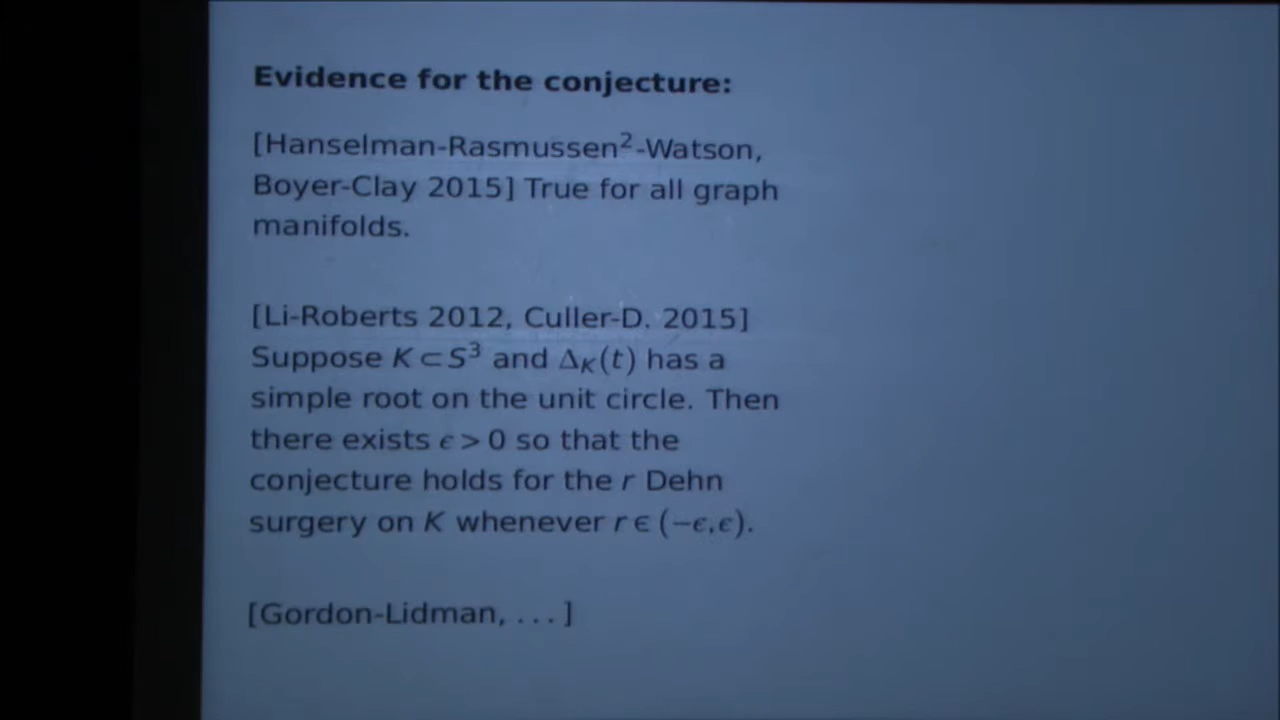 Evidence for the conjecture:
[Hanselman-Rasmussen²-Watson,
Boyer-Clay 2015] True for all graph
manifolds.
[Li-Roberts 2012, Culler-D. 2015]
Suppose K ⊂ S³ and Δ_K(t) has a
simple root on the unit circle. Then
there exists ϵ > 0 so that the
conjecture holds for the r Dehn
surgery on K whenever r ∈ (−ϵ,ϵ).
[Gordon-Lidman, ...]